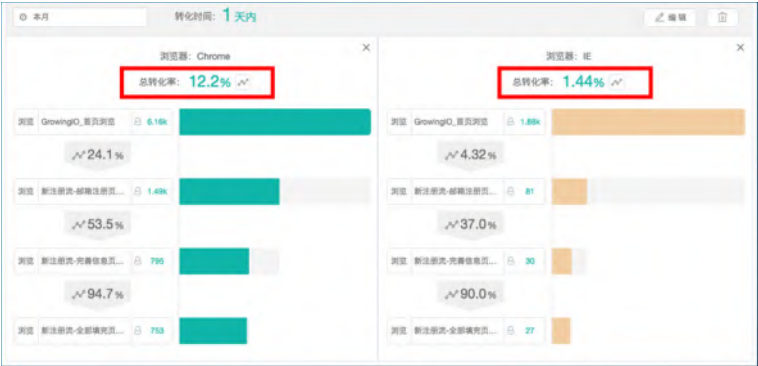 本月
转化时间: 1 天内
编辑
浏览器: Chrome
总转化率: 12.2%
浏览 GrowingIO_首页浏览 6.16k
24.1%
浏览 新注册流-邮箱注册页... 1.49k
53.5%
浏览 新注册流-完善信息页... 795
94.7%
浏览 新注册流-全部填充页... 753
浏览器: IE
总转化率: 1.44%
浏览 GrowingIO_首页浏览 1.88k
4.32%
浏览 新注册流-邮箱注册页... 81
37.0%
浏览 新注册流-完善信息页... 30
90.0%
浏览 新注册流-全部填充页... 27